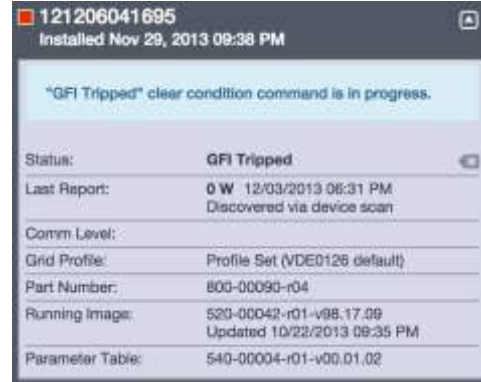 121206041695
Installed Nov 29, 2013 09:38 PM
"GFI Tripped" clear condition command is in progress.
Status: GFI Tripped
Last Report: 0 W 12/03/2013 06:31 PM
Discovered via device scan
Comm Level:
Grid Profile: Profile Set (VDE0126 default)
Part Number: 800-00090-r04
Running Image: 520-00042-r01-v98.17.09
Updated 10/22/2013 09:35 PM
Parameter Table: 540-00004-r01-v00.01.02